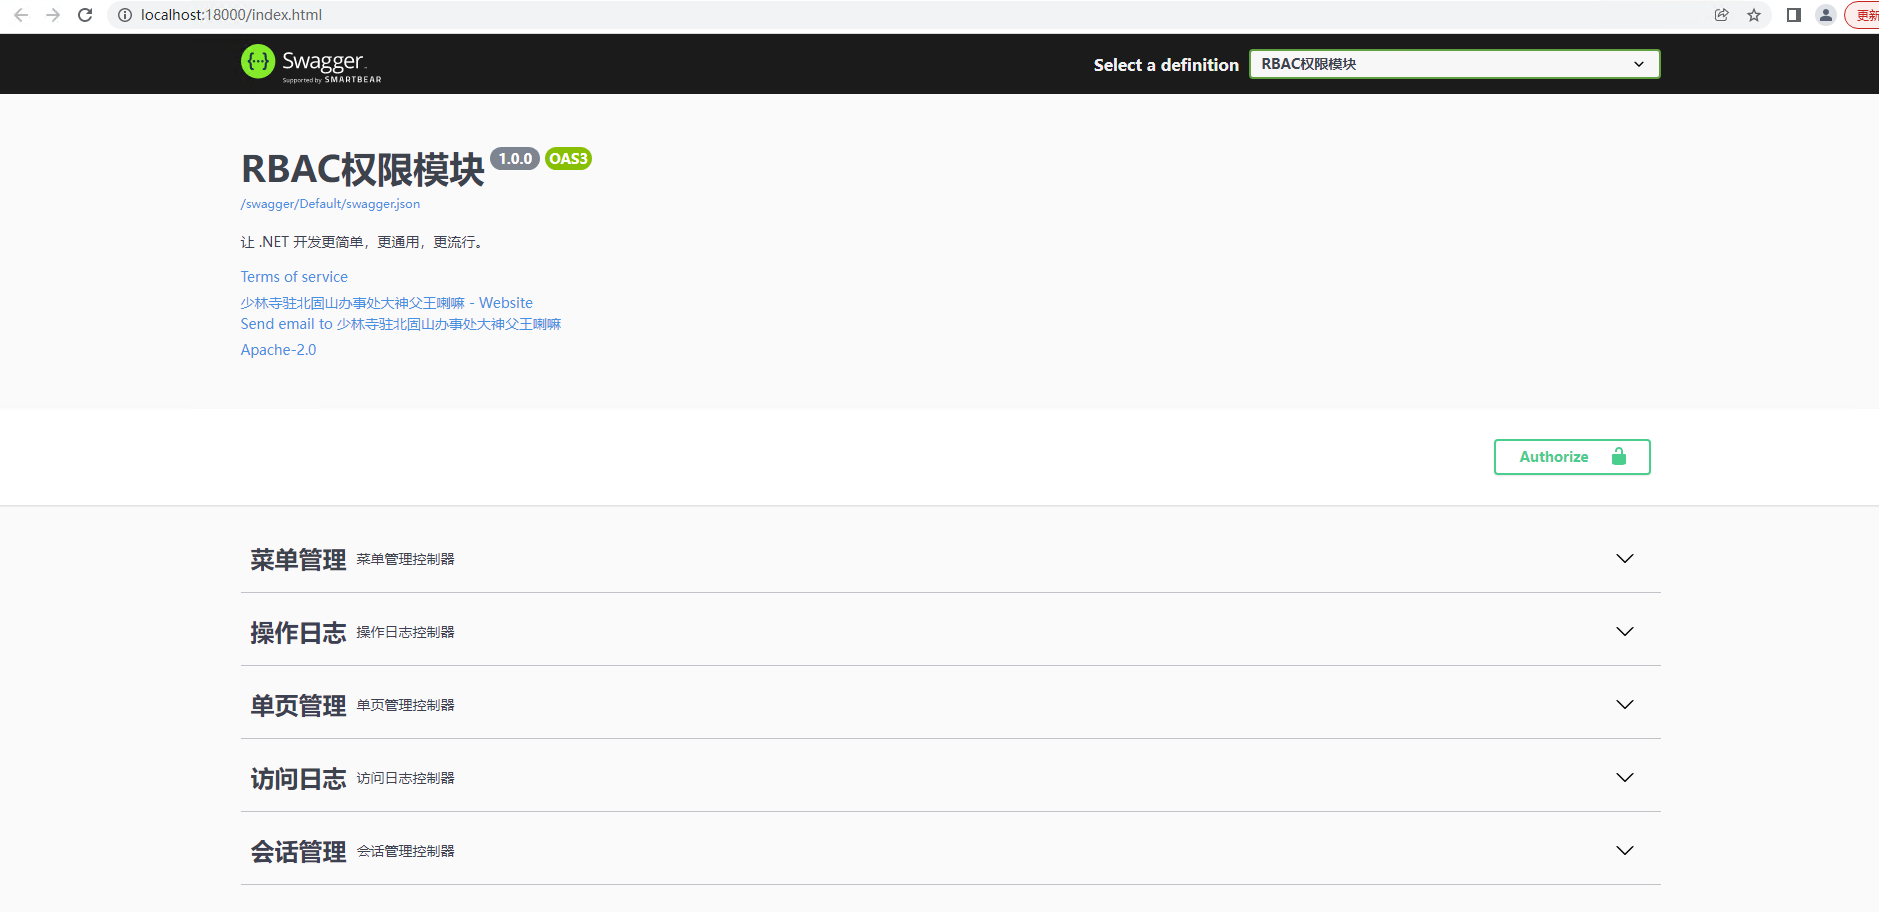 localhost:18000/index.html
更新
Swagger
Supported by SMARTBEAR
Select a definition
RBAC权限模块
RBAC权限模块 1.0.0 OAS3
/swagger/Default/swagger.json
让 .NET 开发更简单，更通用，更流行。
Terms of service
少林寺驻北固山办事处大神父王喇嘛 - Website
Send email to 少林寺驻北固山办事处大神父王喇嘛
Apache-2.0
Authorize
菜单管理 菜单管理控制器
操作日志 操作日志控制器
单页管理 单页管理控制器
访问日志 访问日志控制器
会话管理 会话管理控制器